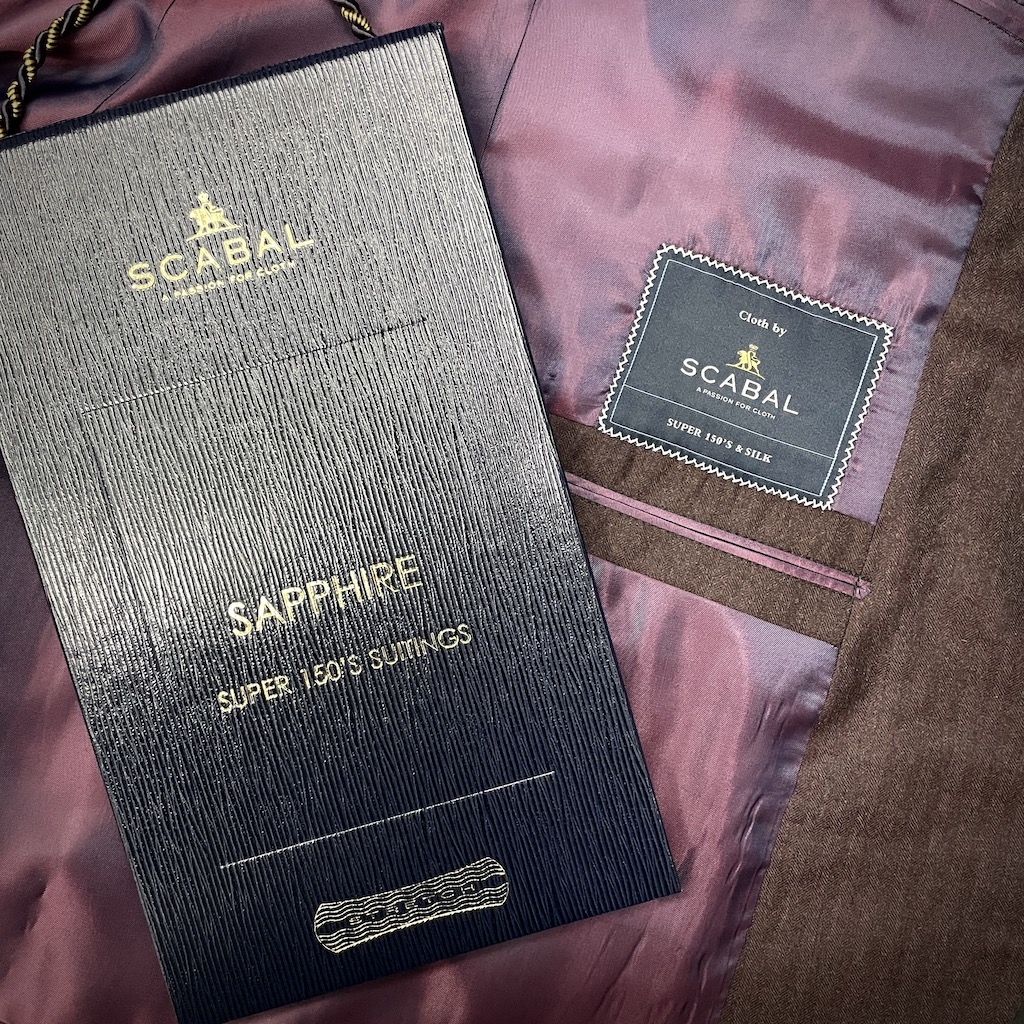 SCABAL
A PASSION FOR CLOTH
SAPPHIRE
SUPER 150'S SUITINGS
Cloth by
SCABAL
A PASSION FOR CLOTH
SUPER 150'S & SILK